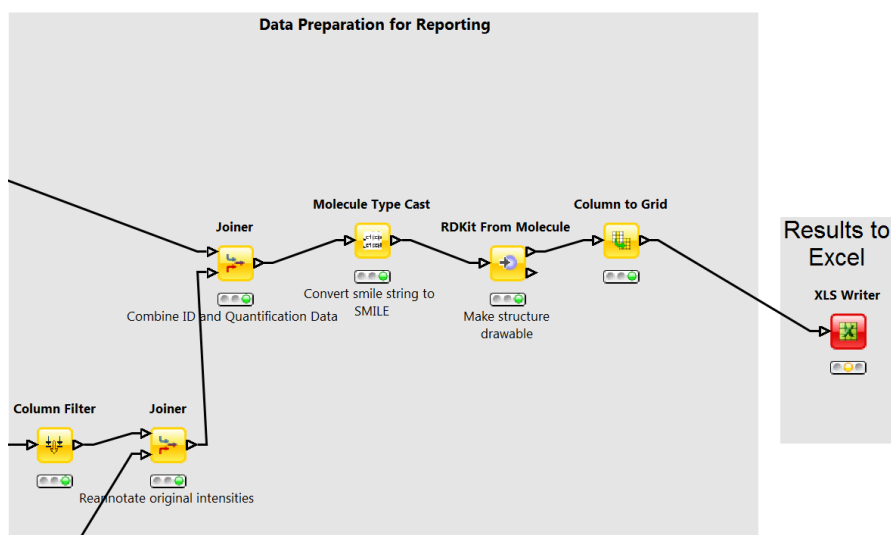 Data Preparation for Reporting
Results to
Excel
Molecule Type Cast
Column to Grid
Joiner
RDKit From Molecule
XLS Writer
Convert smile string to
SMILE
Combine ID and Quantification Data
Make structure
drawable
Column Filter
Joiner
Reannotate original intensities